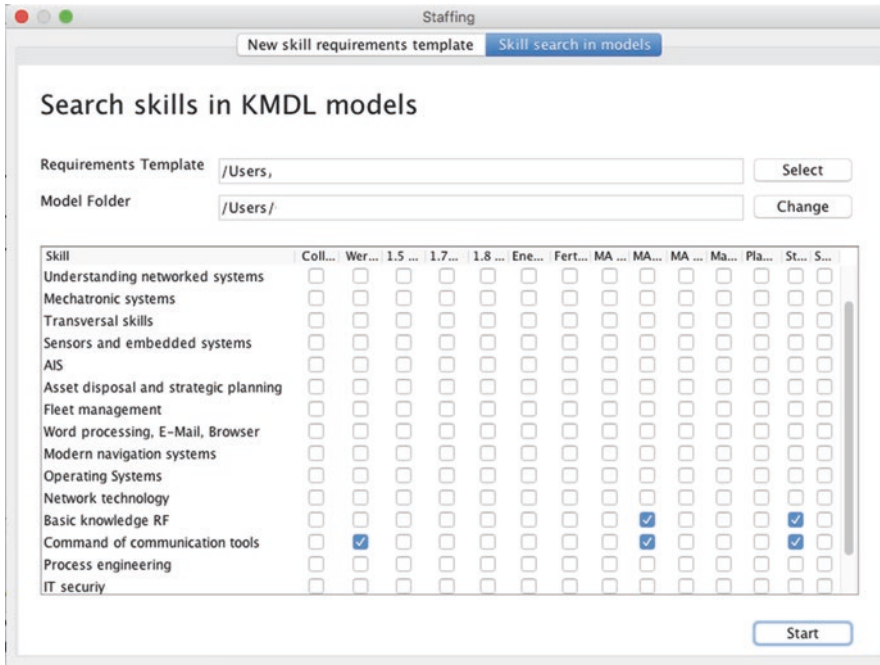 Staffing
New skill requirements template Skill search in models
Search skills in KMDL models
Requirements Template /Users, Select
Model Folder /Users/ Change
Skill Coll... Wer... 1.5 ... 1.7... 1.8 ... Ene... Fert... MA ... MA... MA ... Ma... Pla... St... S...
Understanding networked systems
Mechatronic systems
Transversal skills
Sensors and embedded systems
AIS
Asset disposal and strategic planning
Fleet management
Word processing, E-Mail, Browser
Modern navigation systems
Operating Systems
Network technology
Basic knowledge RF
Command of communication tools
Process engineering
IT securiy
Start